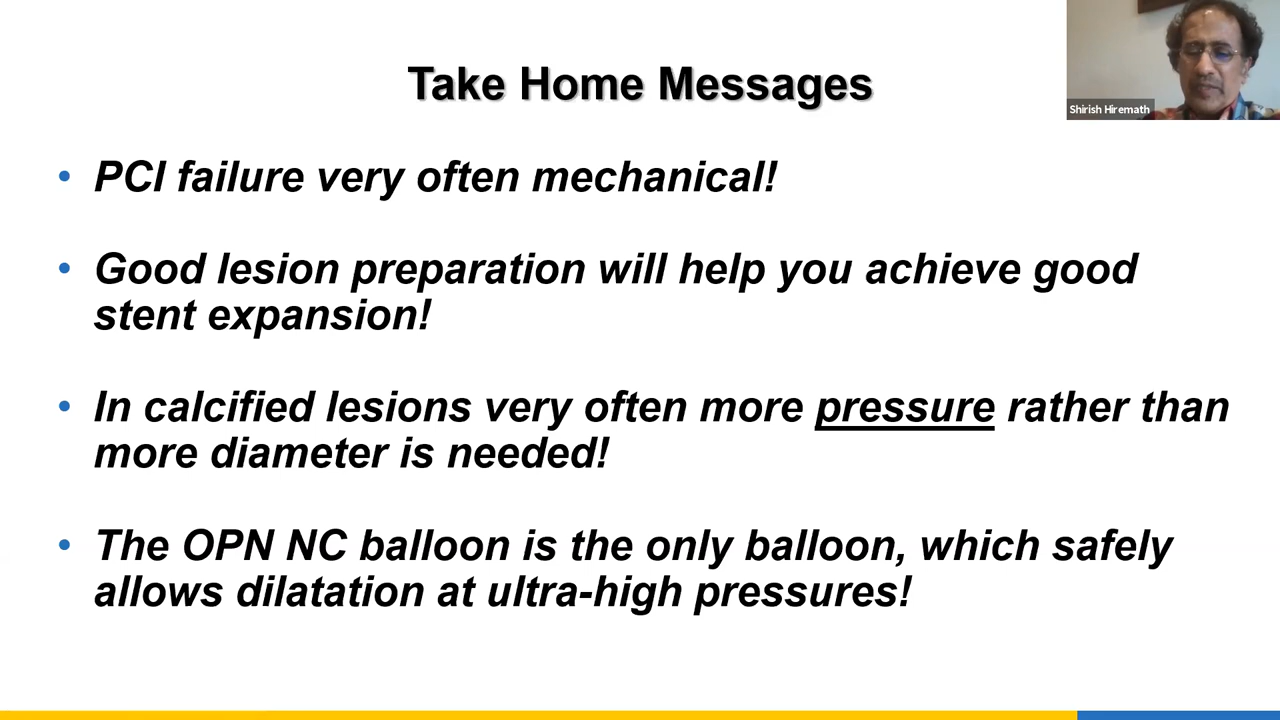 Take Home Messages
Shirish Hiremath
• PCI failure very often mechanical!
• Good lesion preparation will help you achieve good
stent expansion!
• In calcified lesions very often more pressure rather than
more diameter is needed!
• The OPN NC balloon is the only balloon, which safely
allows dilatation at ultra-high pressures!